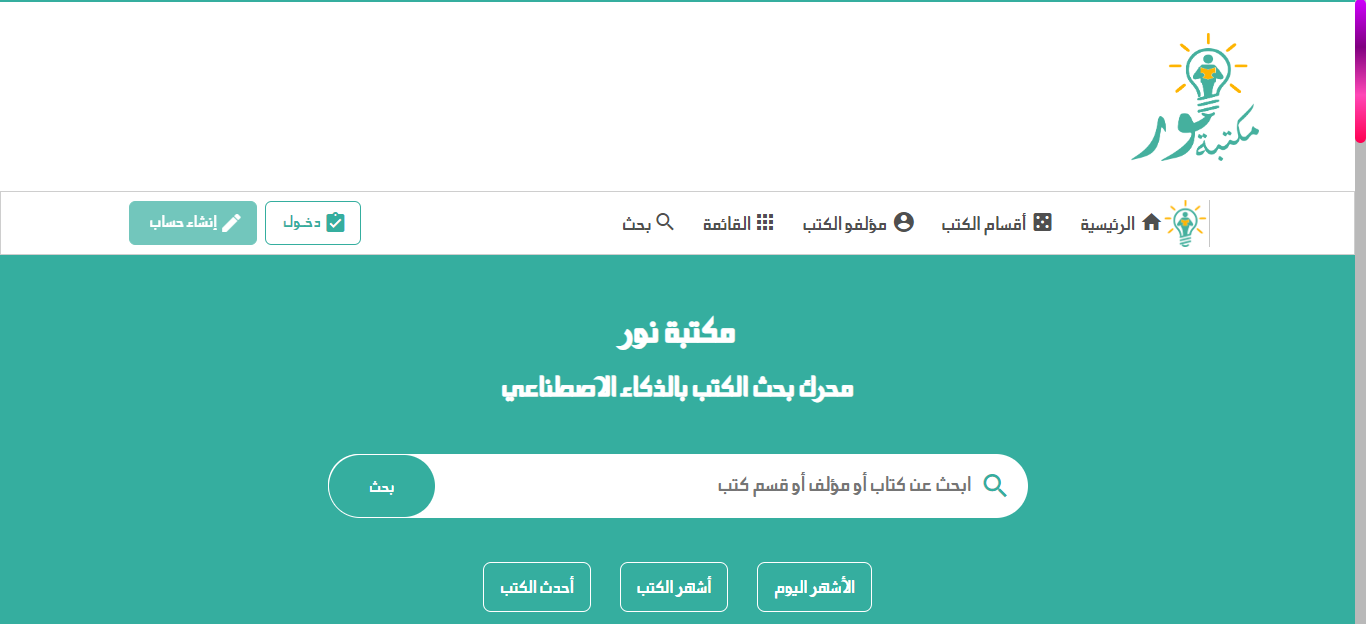 مكتبة نور
الرئيسية أقسام الكتب مؤلفو الكتب القائمة بحث دخول إنشاء حساب
مكتبة نور
محرك بحث الكتب بالذكاء الاصطناعي
ابحث عن كتاب أو مؤلف أو قسم كتب بحث
الأشهر اليوم أشهر الكتب أحدث الكتب